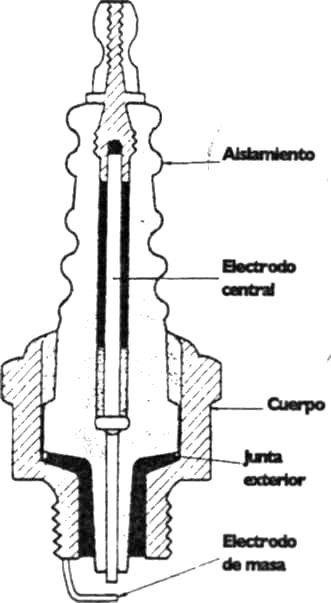 Aislamiento
Electrodo
central
Cuerpo
Junta
exterior
Electrodo
de masa